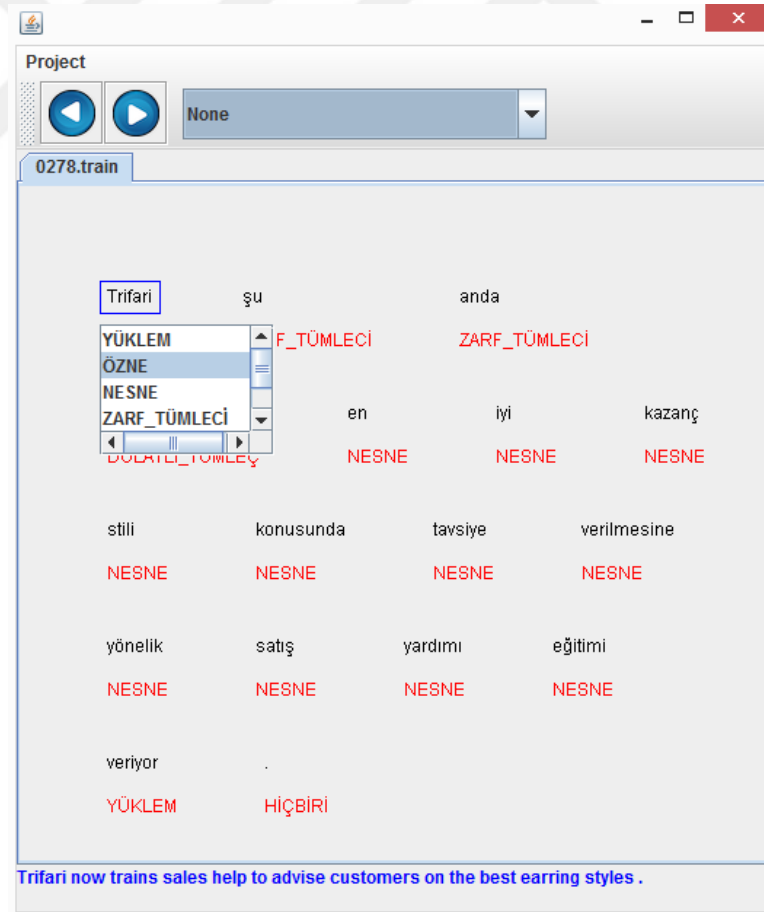 Project
None
0278.train
Trifari şu anda
YÜKLEM
F_TÜMLECİ ZARF_TÜMLECİ
ÖZNE
NESNE
ZARF_TÜMLECİ
en iyi kazanç
NESNE NESNE NESNE
stili konusunda tavsiye verilmesine
NESNE NESNE NESNE NESNE
yönelik satış yardımı eğitimi
NESNE NESNE NESNE NESNE
veriyor .
YÜKLEM HİÇBİRİ
Trifari now trains sales help to advise customers on the best earring styles .